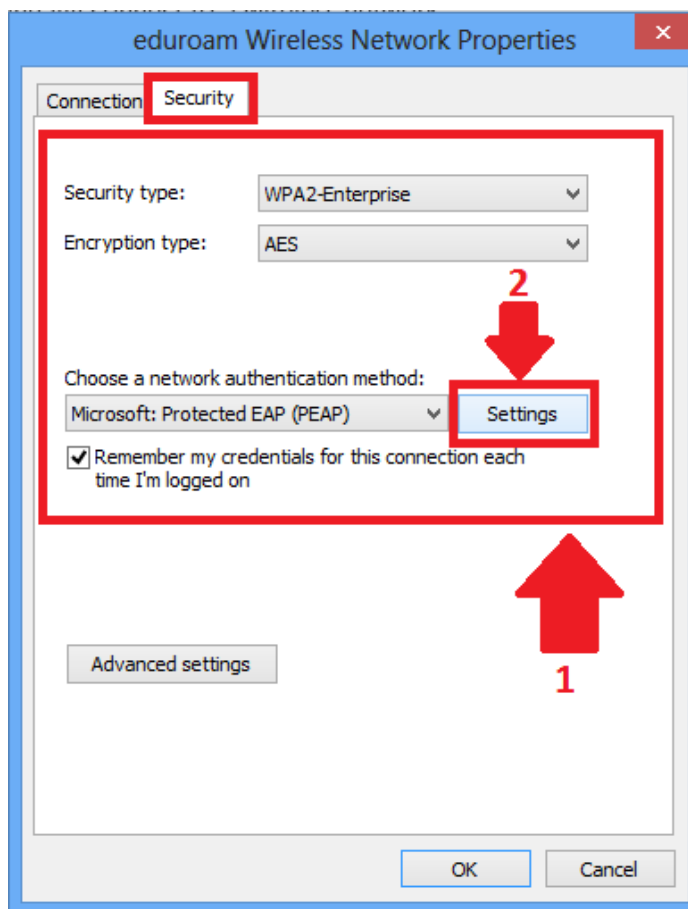 eduroam Wireless Network Properties
Connection Security
Security type: WPA2-Enterprise
Encryption type: AES
2
Choose a network authentication method:
Microsoft: Protected EAP (PEAP) Settings
Remember my credentials for this connection each
time I'm logged on
Advanced settings
1
OK Cancel